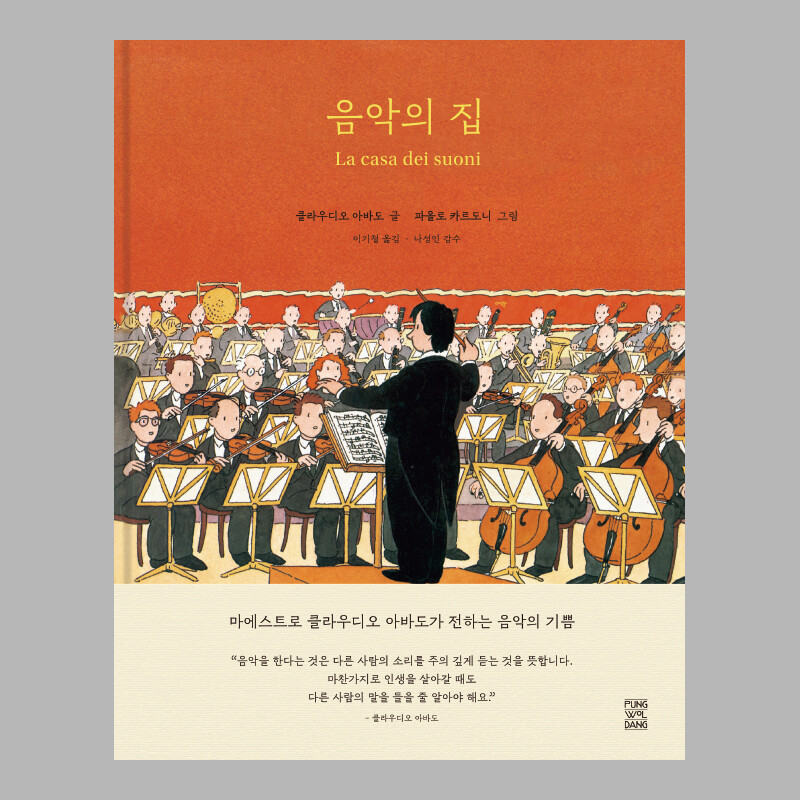 음악의 집
La casa dei suoni
클라우디오 아바도 글 파올로 카르도니 그림
이기철 옮김 · 나성인 감수
마에스트로 클라우디오 아바도가 전하는 음악의 기쁨
“음악을 한다는 것은 다른 사람의 소리를 주의 깊게 듣는 것을 뜻합니다.
마찬가지로 인생을 살아갈 때도
다른 사람의 말을 들을 줄 알아야 해요.”
- 클라우디오 아바도
PUNG
WOL
DANG